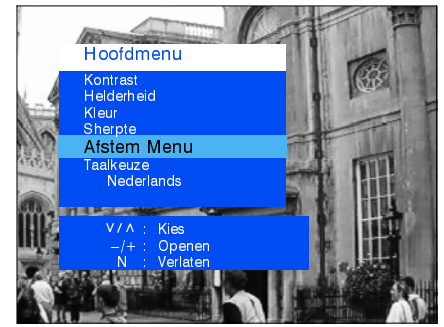 Hoofdmenu
Kontrast
Helderheid
Kleur
Sherpte
Afstem Menu
Taalkeuze
Nederlands
V/Λ : Kies
–/+ : Openen
N : Verlaten